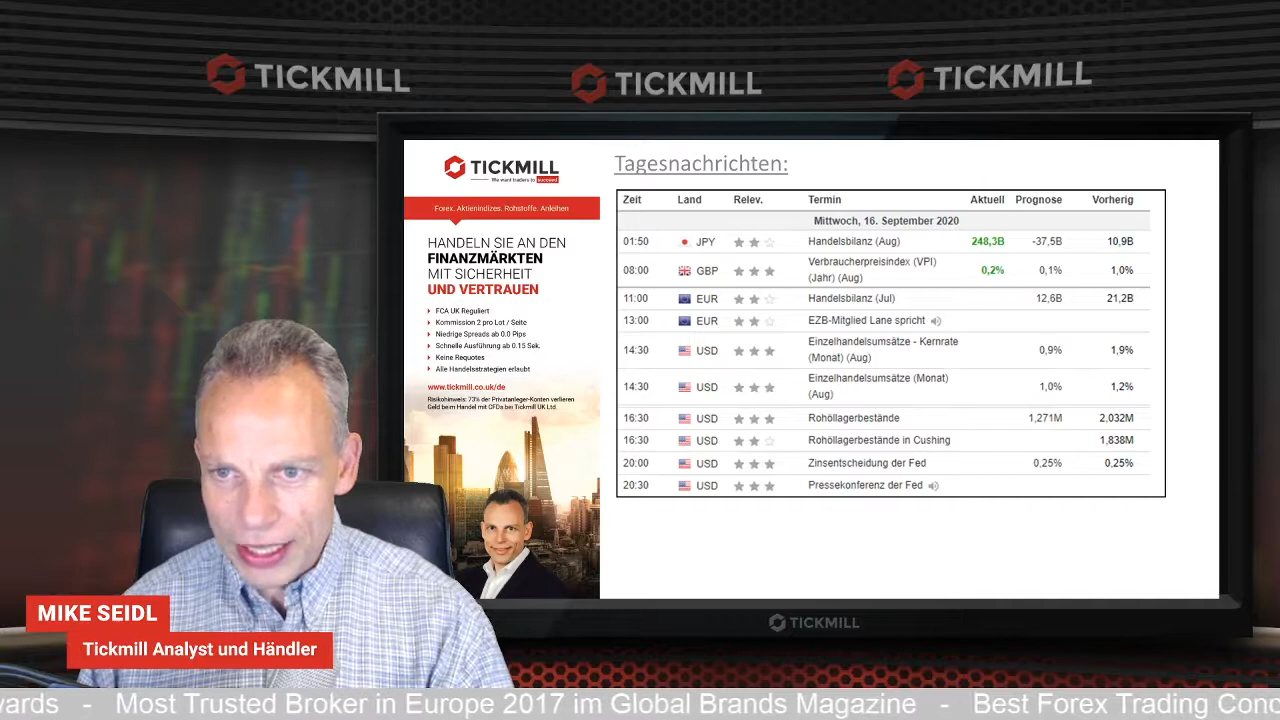 TICKMILL
TICKMILL
TICKMILL
TICKMILL
We want traders to succeed
Forex. Aktienindizes. Rohstoffe. Anleihen
HANDELN SIE AN DEN
FINANZMÄRKTEN
MIT SICHERHEIT
UND VERTRAUEN
FCA UK Reguliert
Kommission 2 pro Lot / Seite
Niedrige Spreads ab 0.0 Pips
Schnelle Ausführung ab 0.15 Sek.
Keine Requotes
Alle Handelsstrategien erlaubt
www.tickmill.co.uk/de
Risikohinweis: 73% der Privatanleger-Konten verlieren
Geld beim Handel mit CFDs bei Tickmill UK Ltd.
Tagesnachrichten:
Zeit Land Relev. Termin Aktuell Prognose Vorherig
Mittwoch, 16. September 2020
01:50 JPY Handelsbilanz (Aug) 248,3B -37,5B 10,9B
08:00 GBP Verbraucherpreisindex (VPI) (Jahr) (Aug) 0,2% 0,1% 1,0%
11:00 EUR Handelsbilanz (Jul) 12,6B 21,2B
13:00 EUR EZB-Mitglied Lane spricht
14:30 USD Einzelhandelsumsätze - Kernrate (Monat) (Aug) 0,9% 1,9%
14:30 USD Einzelhandelsumsätze (Monat) (Aug) 1,0% 1,2%
16:30 USD Rohöllagerbestände 1,271M 2,032M
16:30 USD Rohöllagerbestände in Cushing 1,838M
20:00 USD Zinsentscheidung der Fed 0,25% 0,25%
20:30 USD Pressekonferenz der Fed
TICKMILL
MIKE SEIDL
Tickmill Analyst und Händler
vards - Most Trusted Broker in Europe 2017 im Global Brands Magazine - Best Forex Trading Cond